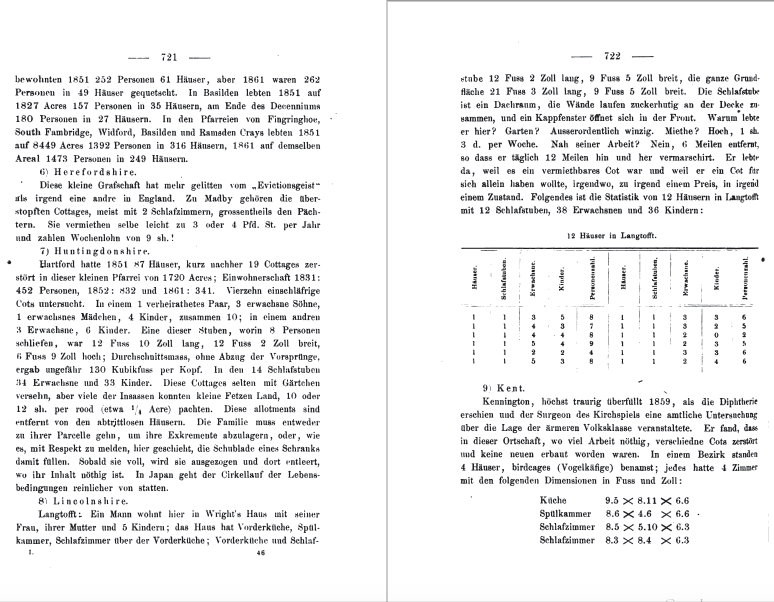 — 721 —
bewohnten 1851 252 Personen 61 Häuser, aber 1861 waren 262
Personen in 49 Häuser gequetscht. In Basilden lebten 1851 auf
1827 Acres 157 Personen in 35 Häusern, am Ende des Decenniums
180 Personen in 27 Häusern. In den Pfarreien von Fingringhoe,
South Fambridge, Widford, Basilden und Ramsden Crays lebten 1851
auf 8449 Acres 1392 Personen in 316 Häusern, 1861 auf demselben
Areal 1473 Personen in 249 Häusern.
6) Herefordshire.
Diese kleine Grafschaft hat mehr gelitten vom „Evictionsgeist“
als irgend eine andre in England. Zu Madby gehören die über-
stopften Cottages, meist mit 2 Schlafzimmern, grossentheils den Päch-
tern. Sie vermiethen selbe leicht zu 3 oder 4 Pfd. St. per Jahr
und zahlen Wochenlohn von 9 sh.!
7) Huntingdonshire.
Hartford hatte 1851 87 Häuser, kurz nachher 19 Cottages zer-
stört in dieser kleinen Pfarrei von 1720 Acres; Einwohnerschaft 1831:
452 Personen, 1852: 832 und 1861: 341. Vierzehn einschläfrige
Cots untersucht. In einem 1 verheirathetes Paar, 3 erwachsne Söhne,
1 erwachsnes Mädchen, 4 Kinder, zusammen 10; in einem andren
3 Erwachsne, 6 Kinder. Eine dieser Stuben, worin 8 Personen
schliefen, war 12 Fuss 10 Zoll lang, 12 Fuss 2 Zoll breit,
6 Fuss 9 Zoll hoch; Durchschnittsmass, ohne Abzug der Vorsprünge,
ergab ungefähr 130 Kubikfuss per Kopf. In den 14 Schlafstuben
34 Erwachsne und 33 Kinder. Diese Cottages selten mit Gärtchen
versehn, aber viele der Insassen konnten kleine Fetzen Land, 10 oder
12 sh. per rood (etwa 1/4 Acre) pachten. Diese allotments sind
entfernt von den abtrittlosen Häusern. Die Familie muss entweder
zu ihrer Parcelle gehn, um ihre Exkremente abzulagern, oder, wie
es, mit Respekt zu melden, hier geschieht, die Schublade eines Schranks
damit füllen. Sobald sie voll, wird sie ausgezogen und dort entleert,
wo ihr Inhalt nöthig ist. In Japan geht der Cirkellauf der Lebens-
bedingungen reinlicher von statten.
8) Lincolnshire.
Langtofft: Ein Mann wohnt hier in Wright's Haus mit seiner
Frau, ihrer Mutter und 5 Kindern; das Haus hat Vorderküche, Spül-
kammer, Schlafzimmer über der Vorderküche; Vorderküche und Schlaf-
I. 46
— 722 —
stube 12 Fuss 2 Zoll lang, 9 Fuss 5 Zoll breit, die ganze Grund-
fläche 21 Fuss 3 Zoll lang, 9 Fuss 5 Zoll breit. Die Schlafstube
ist ein Dachraum, die Wände laufen zuckerhutig an der Decke zu-
sammen, und ein Kappfenster öffnet sich in der Front. Warum lebte
er hier? Garten? Ausserordentlich winzig. Miethe? Hoch, 1 sh.
3 d. per Woche. Nah seiner Arbeit? Nein, 6 Meilen entfernt,
so dass er täglich 12 Meilen hin und her vermarschirt. Er lebte
da, weil es ein vermiethbares Cot war und weil er ein Cot für
sich allein haben wollte, irgendwo, zu irgend einem Preis, in irgend
einem Zustand. Folgendes ist die Statistik von 12 Häusern in Langtofft
mit 12 Schlafstuben, 38 Erwachsnen und 36 Kindern:
12 Häuser in Langtofft.
Häuser. Schlafstuben. Erwachsne. Kinder. Personenzahl. Häuser. Schlafstuben. Erwachsne. Kinder. Personenzahl.
1 1 3 5 8 1 1 3 3 6
1 1 4 3 7 1 1 3 2 5
1 1 4 4 8 1 1 2 0 2
1 1 5 4 9 1 1 2 3 5
1 1 2 2 4 1 1 3 3 6
1 1 5 3 8 1 1 2 4 6
9) Kent.
Kennington, höchst traurig überfüllt 1859, als die Diphtherie
erschien und der Surgeon des Kirchspiels eine amtliche Untersuchung
über die Lage der ärmeren Volksklasse veranstaltete. Er fand, dass
in dieser Ortschaft, wo viel Arbeit nöthig, verschiedne Cots zerstört
und keine neuen erbaut worden waren. In einem Bezirk standen
4 Häuser, birdcages (Vogelkäfige) benamst; jedes hatte 4 Zimmer
mit den folgenden Dimensionen in Fuss und Zoll:
Küche 9.5 × 8.11 × 6.6
Spülkammer 8.6 × 4.6 × 6.6
Schlafzimmer 8.5 × 5.10 × 6.3
Schlafzimmer 8.3 × 8.4 × 6.3